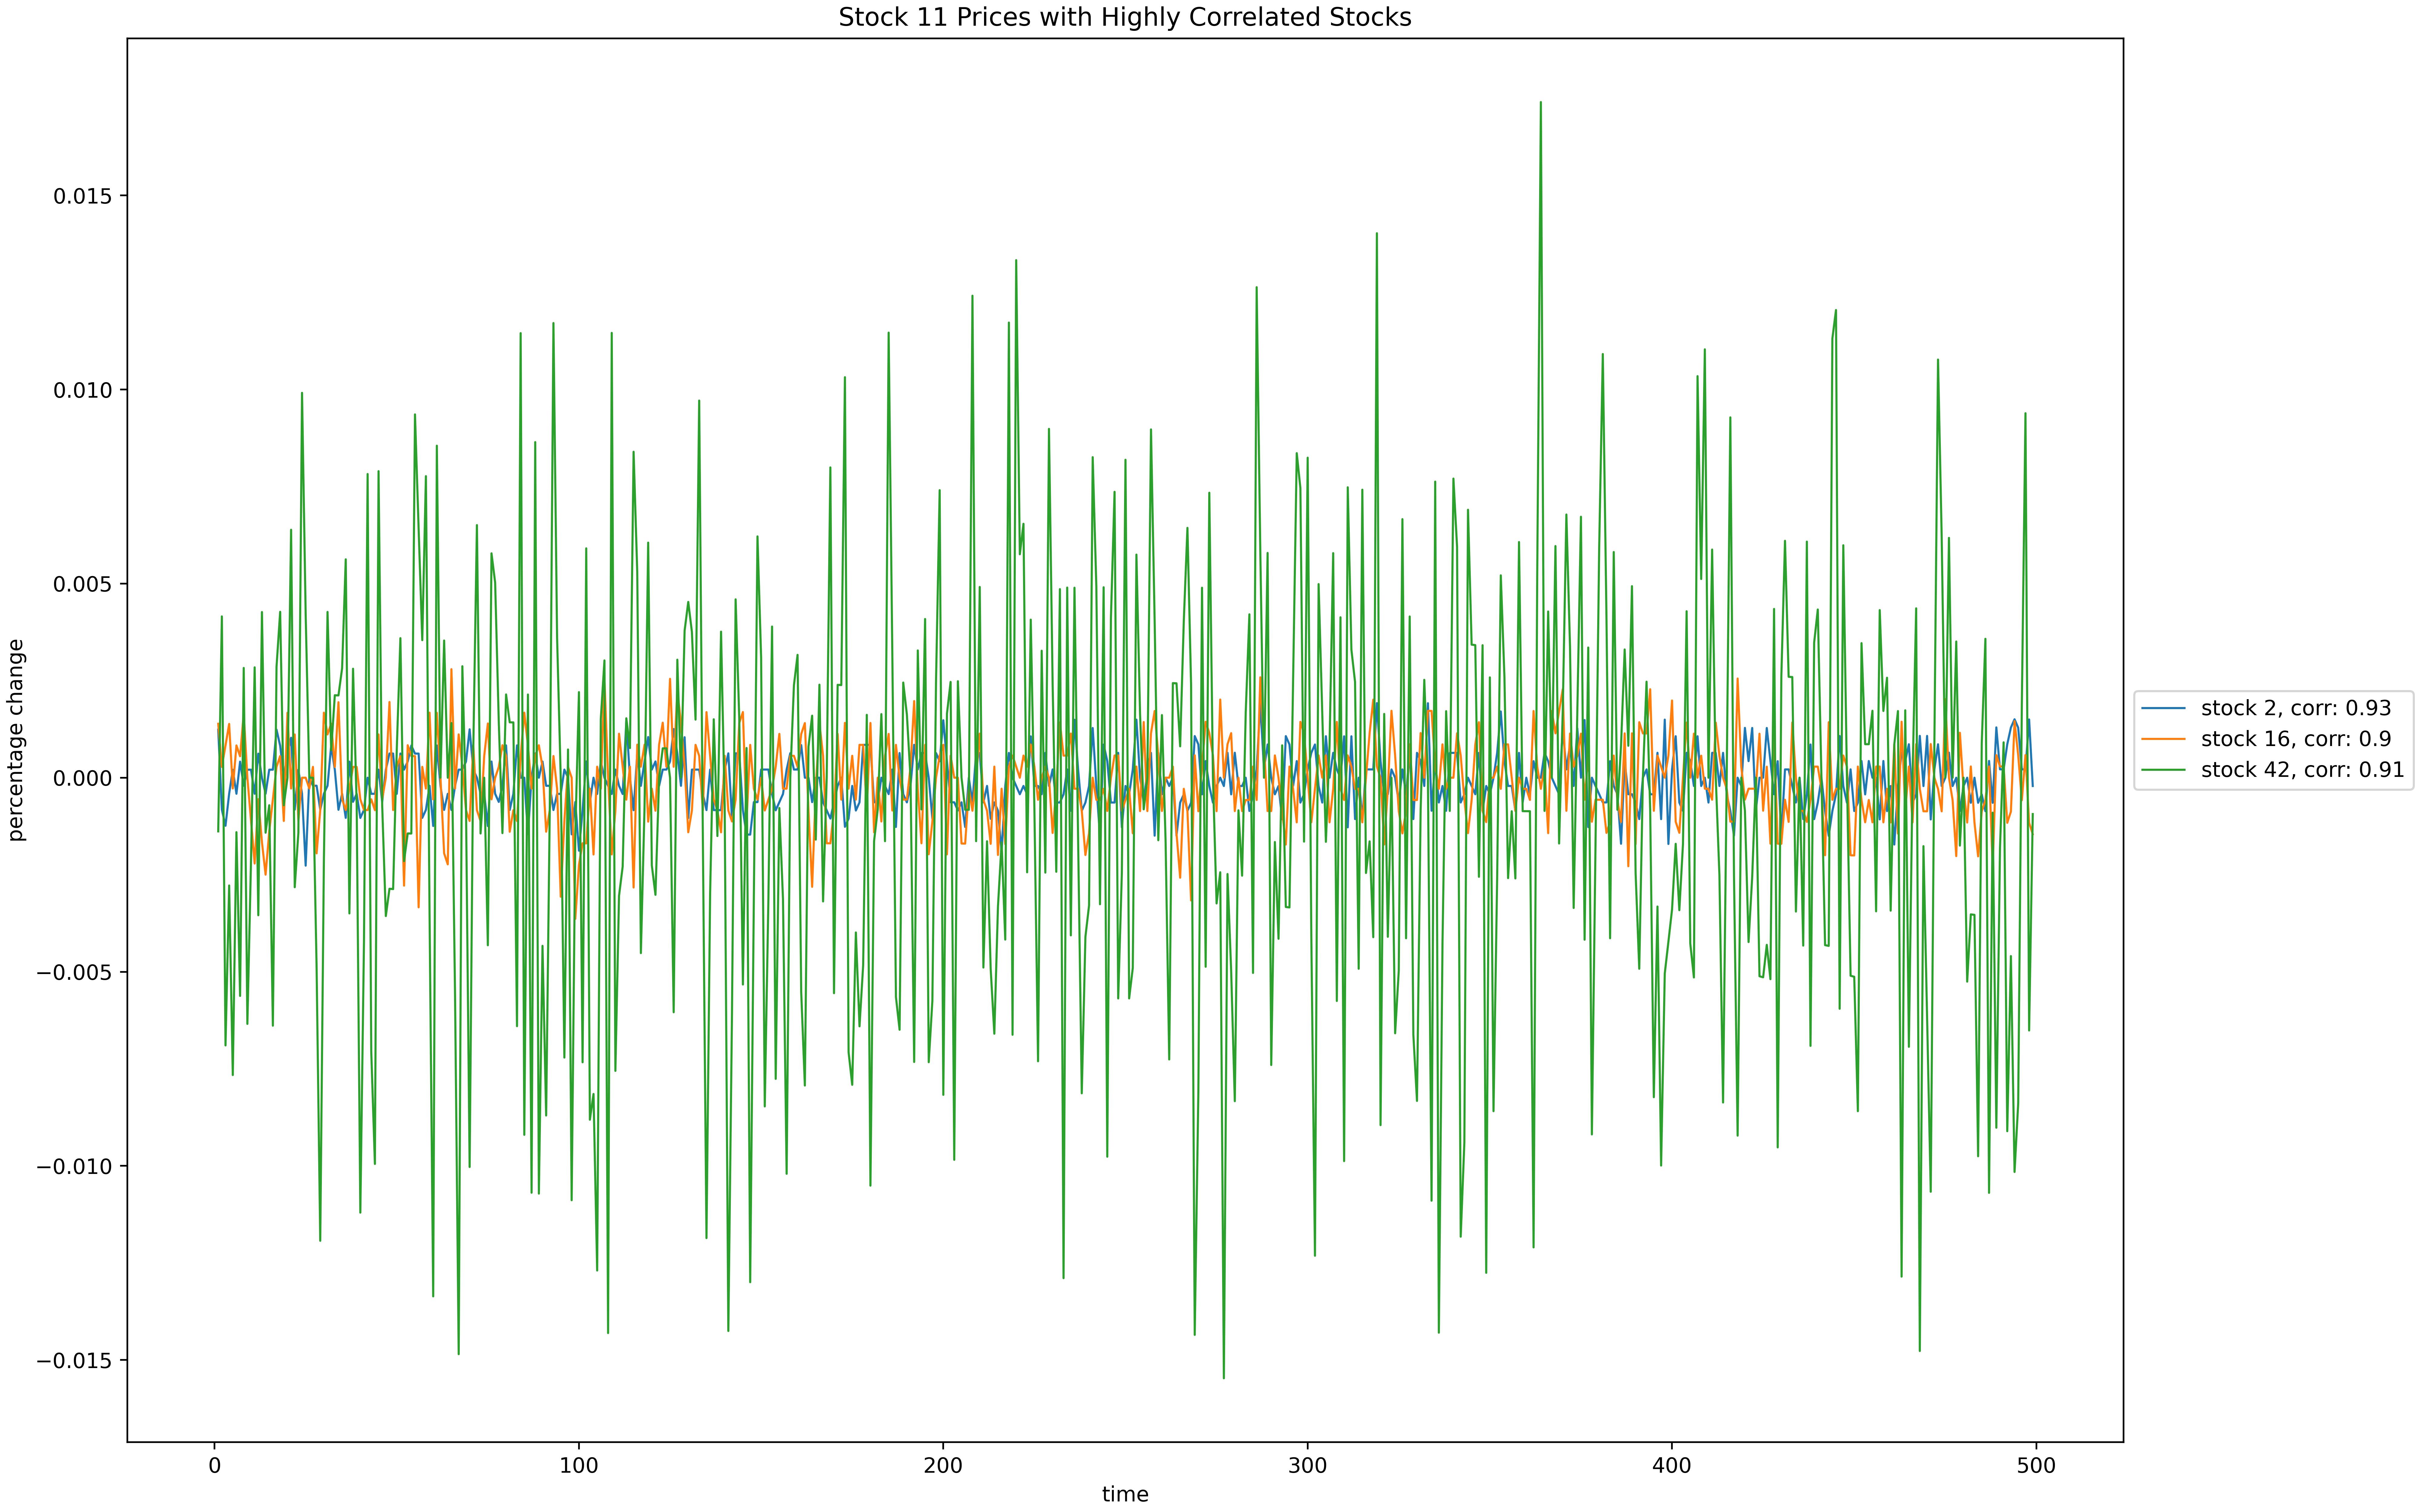 Stock 11 Prices with Highly Correlated Stocks
percentage change
0.015
0.010
0.005
0.000
−0.005
−0.010
−0.015
0
100
200
300
400
500
time
stock 2, corr: 0.93
stock 16, corr: 0.9
stock 42, corr: 0.91